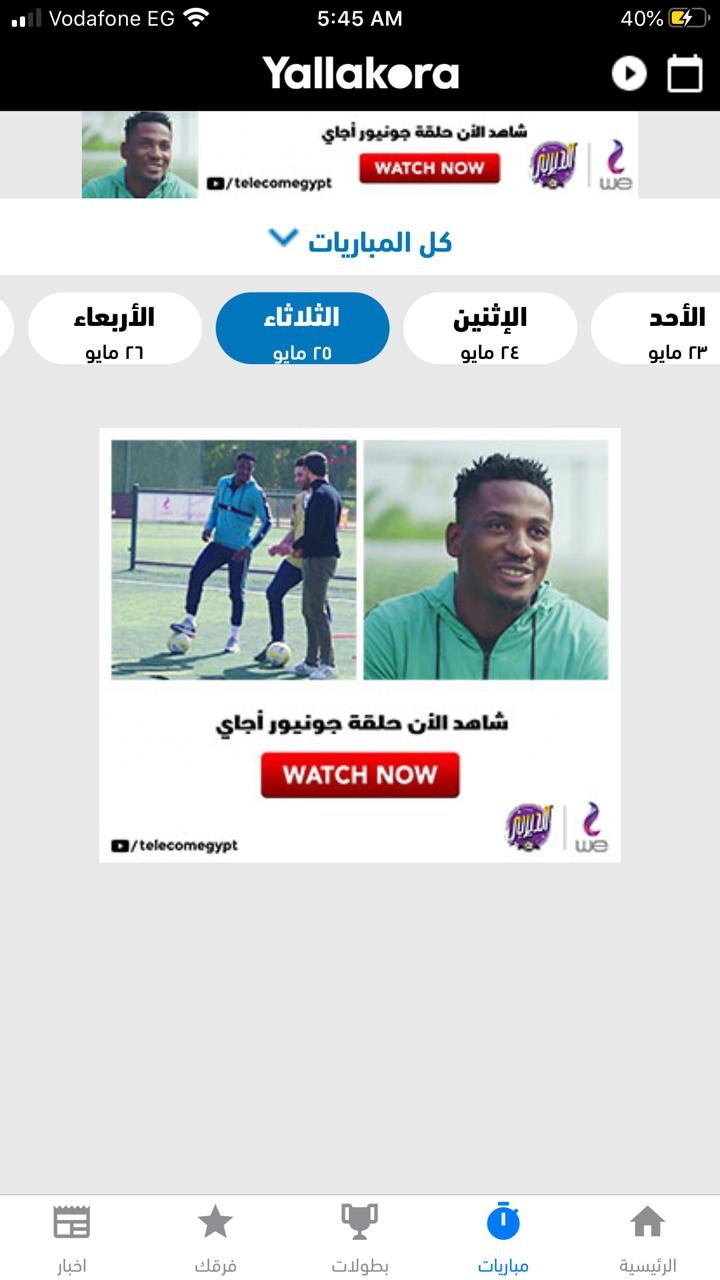 Vodafone EG
5:45 AM
40%
Yallakora
شاهد الأن حلقة جونيور أجاي
WATCH NOW
/telecomegypt
الحريف
we
كل المباريات
الأحد
٢٣ مايو
الإثنين
٢٤ مايو
الثلاثاء
٢٥ مايو
الأربعاء
٢٦ مايو
شاهد الأن حلقة جونيور أجاي
WATCH NOW
/telecomegypt
الحريف
we
الرئيسية
مباريات
بطولات
فرقك
اخبار